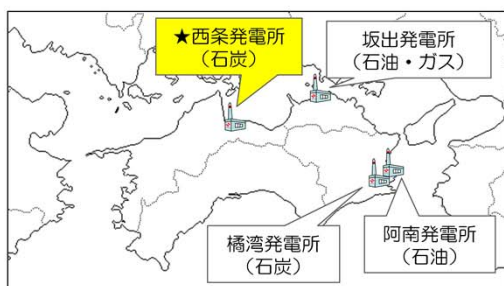 ★西条発電所
（石炭）
坂出発電所
（石油・ガス）
橘湾発電所
（石炭）
阿南発電所
（石油）